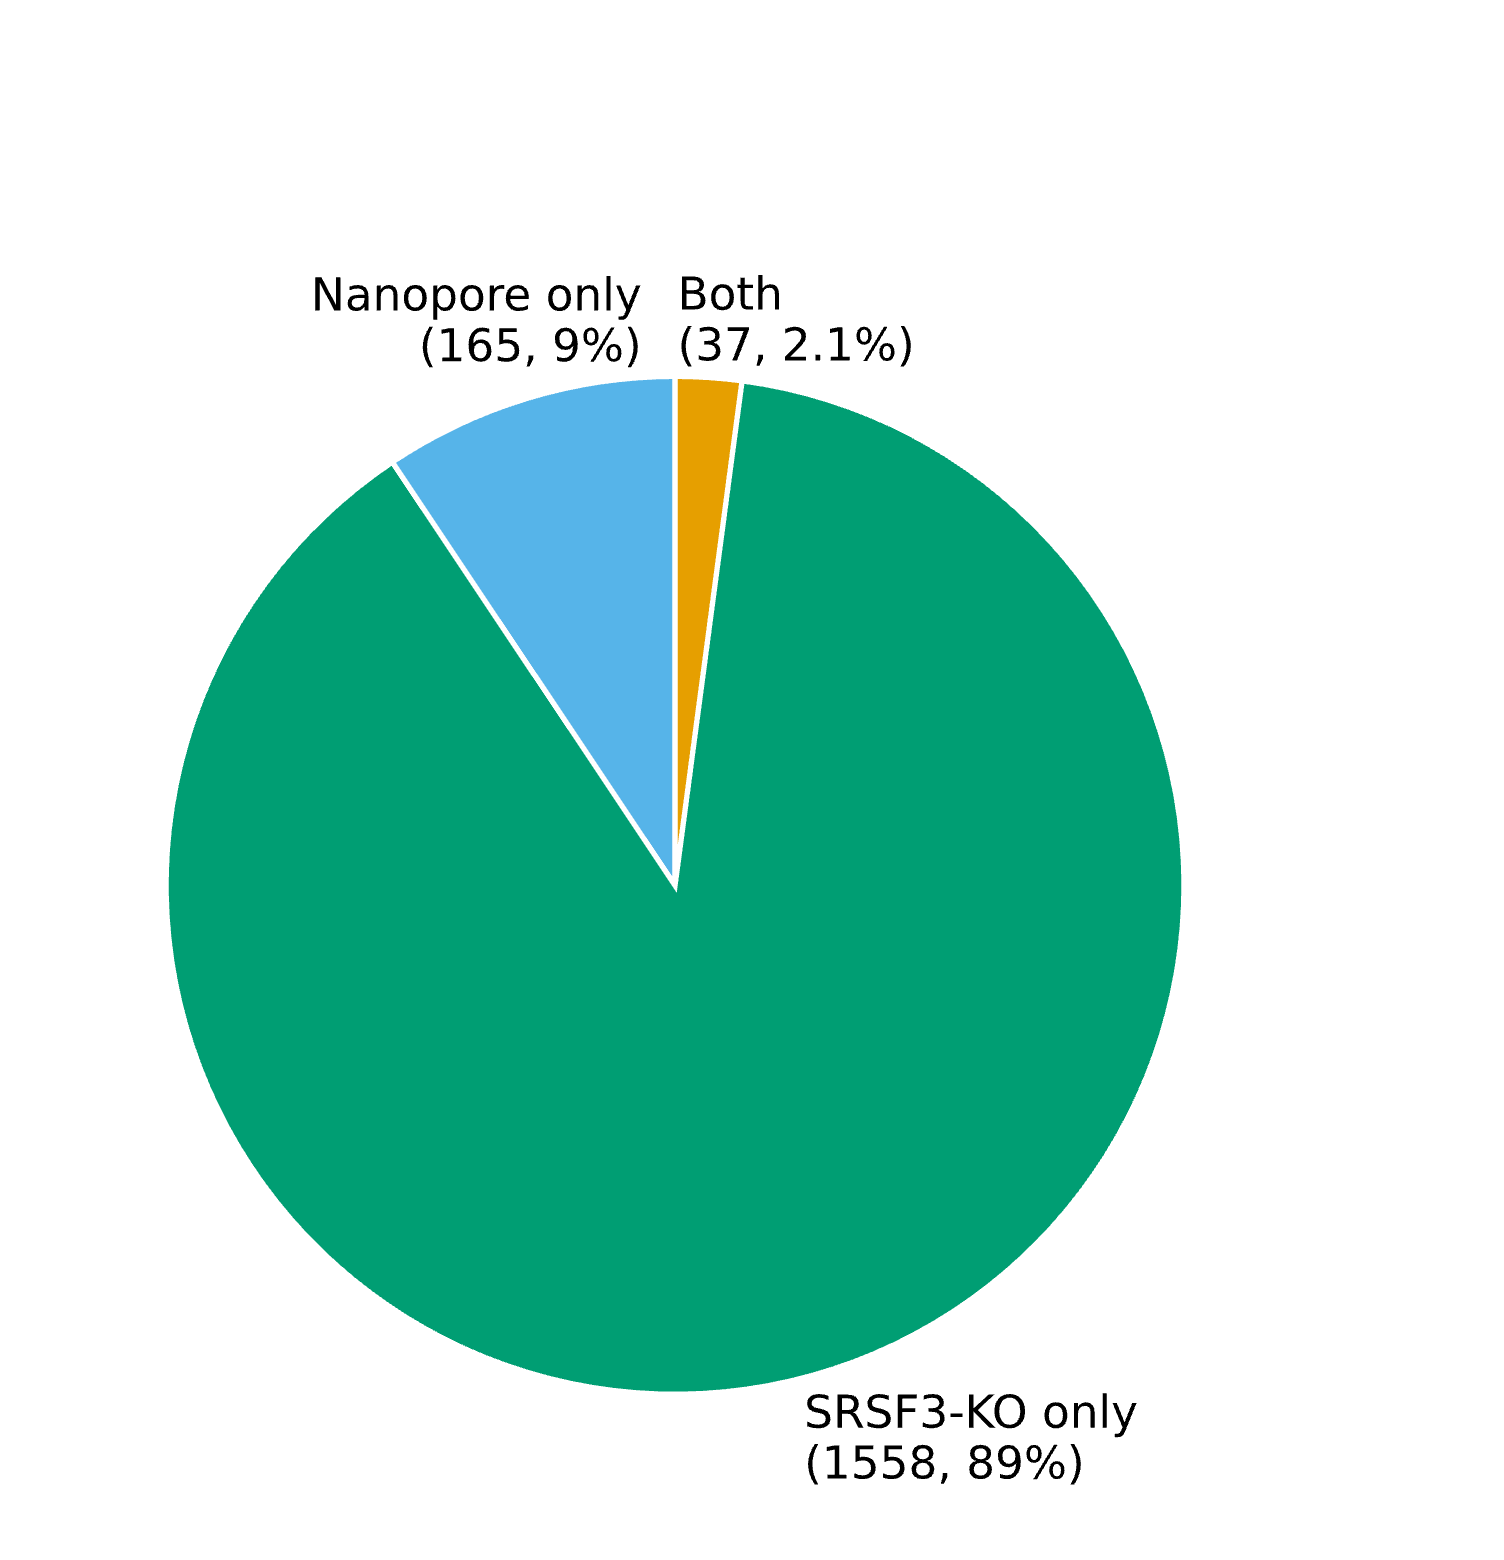 Nanopore only
(165, 9%)
Both
(37, 2.1%)
SRSF3-KO only
(1558, 89%)